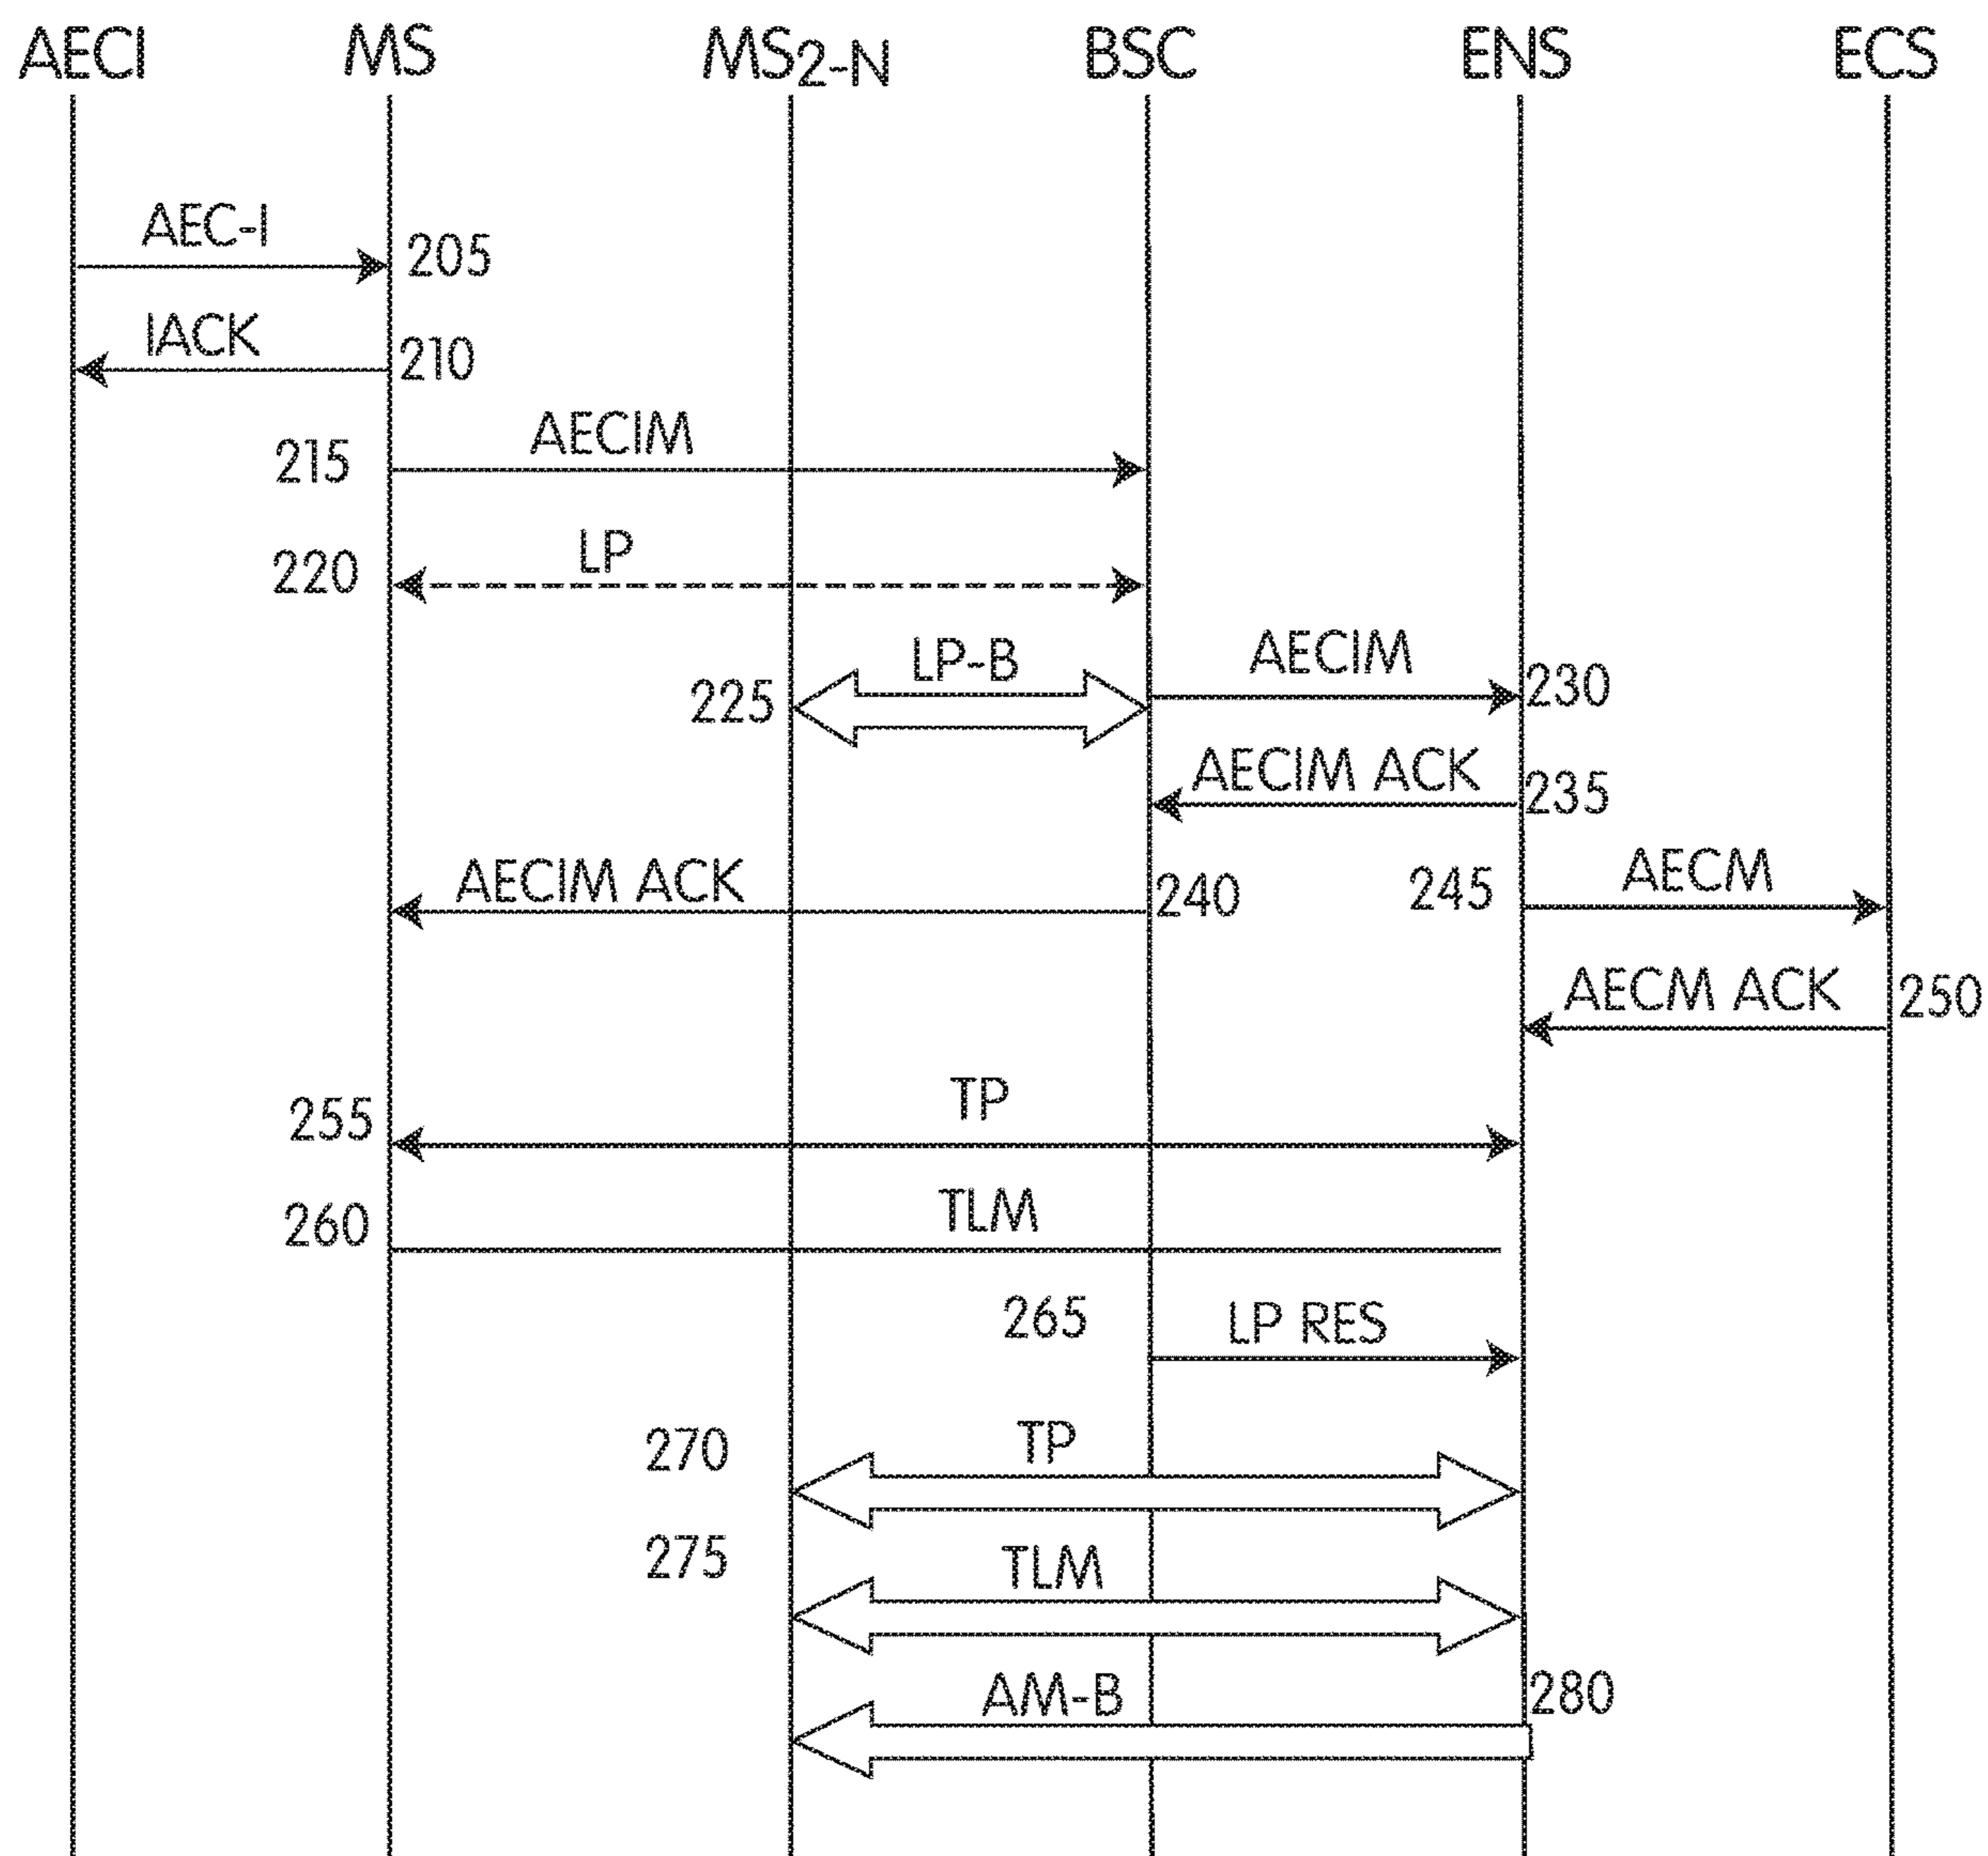 AECI MS MS2-N BSC ENS ECS
AEC-I
205
IACK
210
AECIM
215
LP
220
LP-B
AECIM
225
230
AECIM ACK
235
AECIM ACK
240
245
AECM
AECM ACK
250
TP
255
TLM
260
265
LP RES
TP
270
275
TLM
AM-B
280